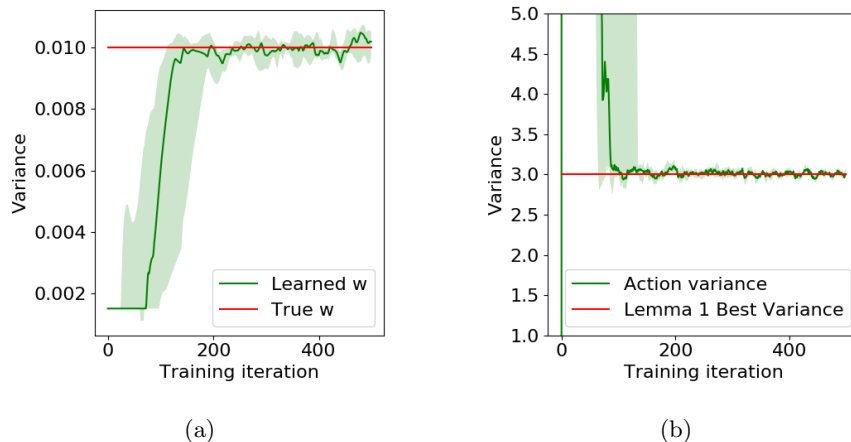 0.010
0.008
0.006
0.004
0.002
Variance
0
200
400
Training iteration
Learned w
True w
(a)
5.0
4.5
4.0
3.5
3.0
2.5
2.0
1.5
1.0
Variance
0
200
400
Training iteration
Action variance
Lemma 1 Best Variance
(b)